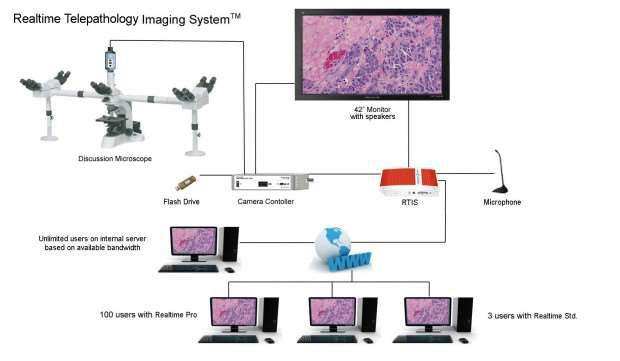 Realtime Telepathology Imaging System™
42" Monitor
with speakers
Discussion Microscope
Flash Drive
Camera Contoller
RTIS
Microphone
Unlimited users on internal server
based on available bandwidth
WWW
100 users with Realtime Pro
3 users with Realtime Std.